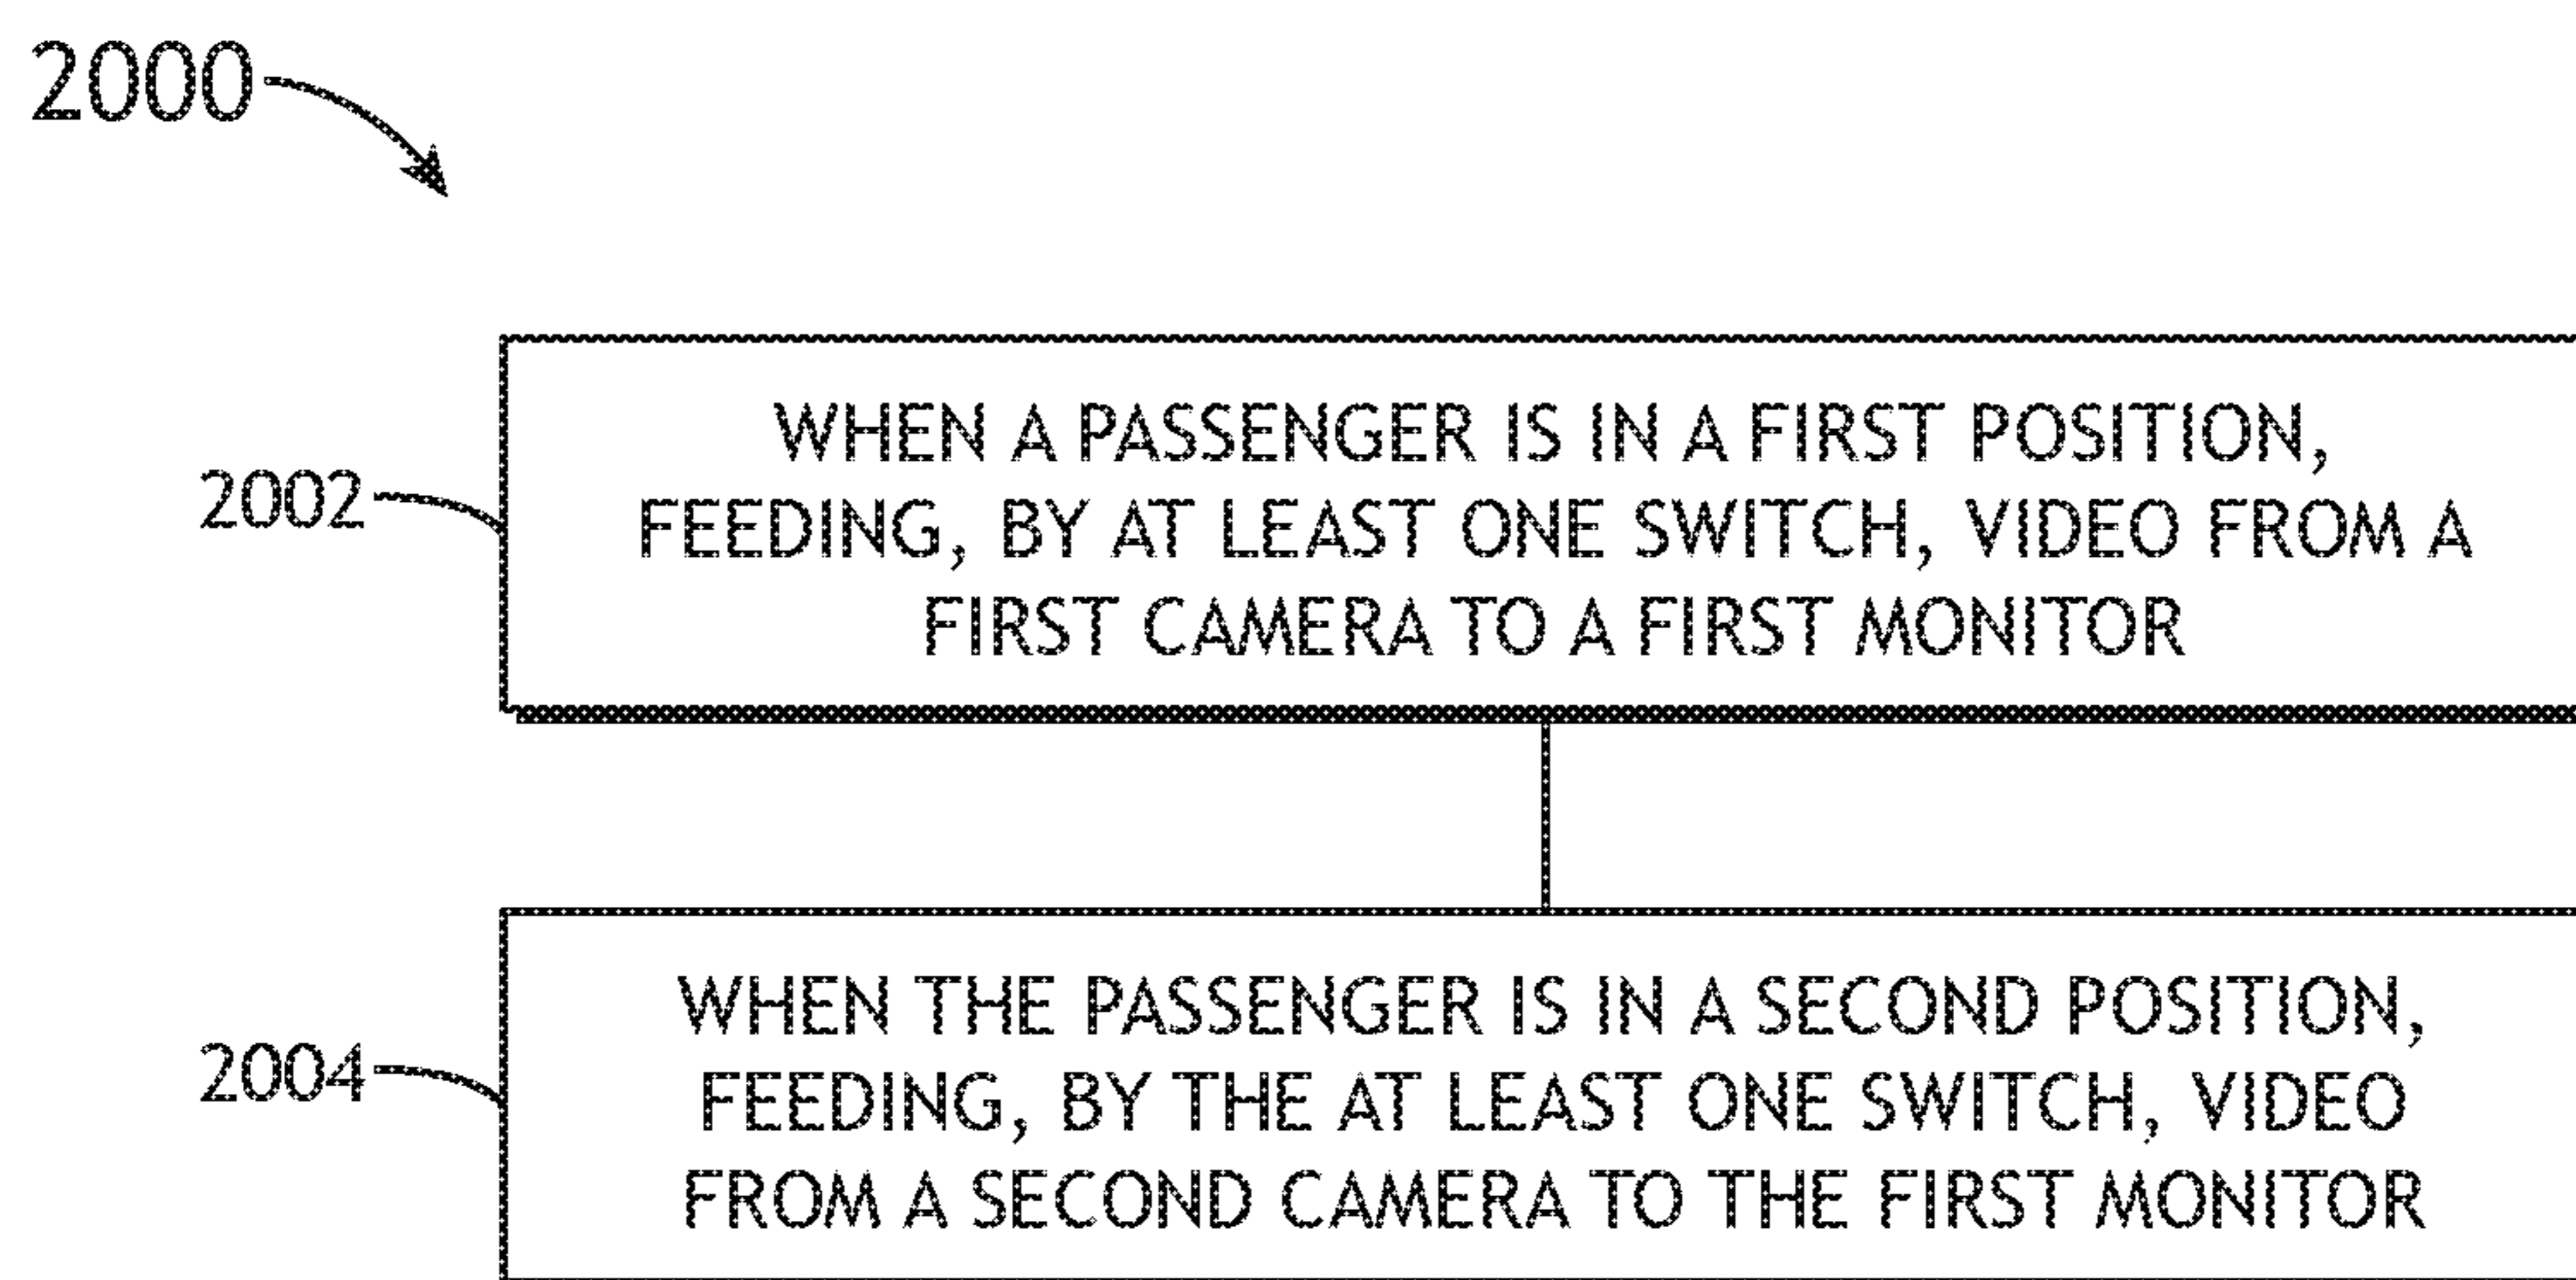 2000
WHEN A PASSENGER IS IN A FIRST POSITION,
2002
FEEDING, BY AT LEAST ONE SWITCH, VIDEO FROM A
FIRST CAMERA TO A FIRST MONITOR
WHEN THE PASSENGER IS IN A SECOND POSITION,
2004
FEEDING, BY THE AT LEAST ONE SWITCH, VIDEO
FROM A SECOND CAMERA TO THE FIRST MONITOR